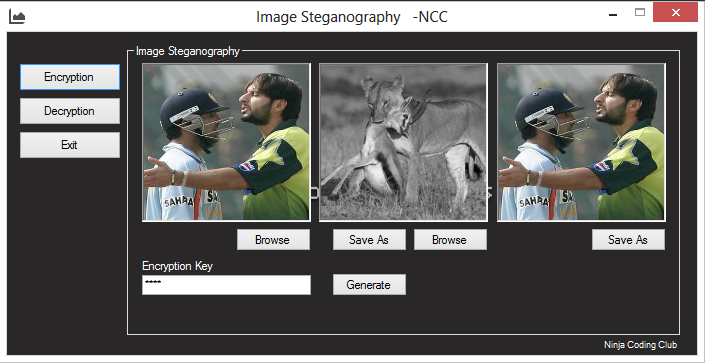 Image Steganography -NCC
Encryption
Decryption
Exit
Image Steganography
SAHARA
SAHA
Browse
Save As
Browse
Save As
Encryption Key
****
Generate
Ninja Coding Club